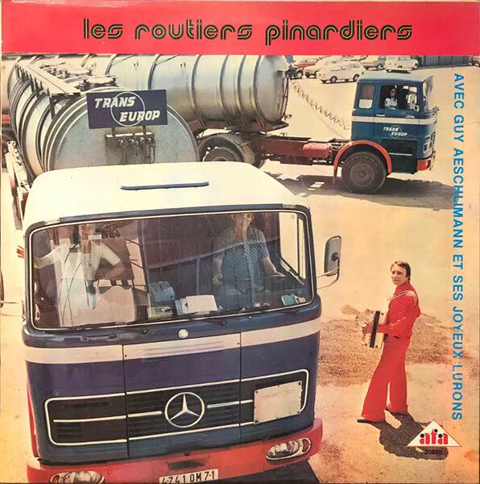 les routiers pinardiers
AVEC GUY AESCHLIMANN ET SES JOYEUX LURONS
TRANS
EUROP
TRANS
EUROP
4741 QM 71
afa